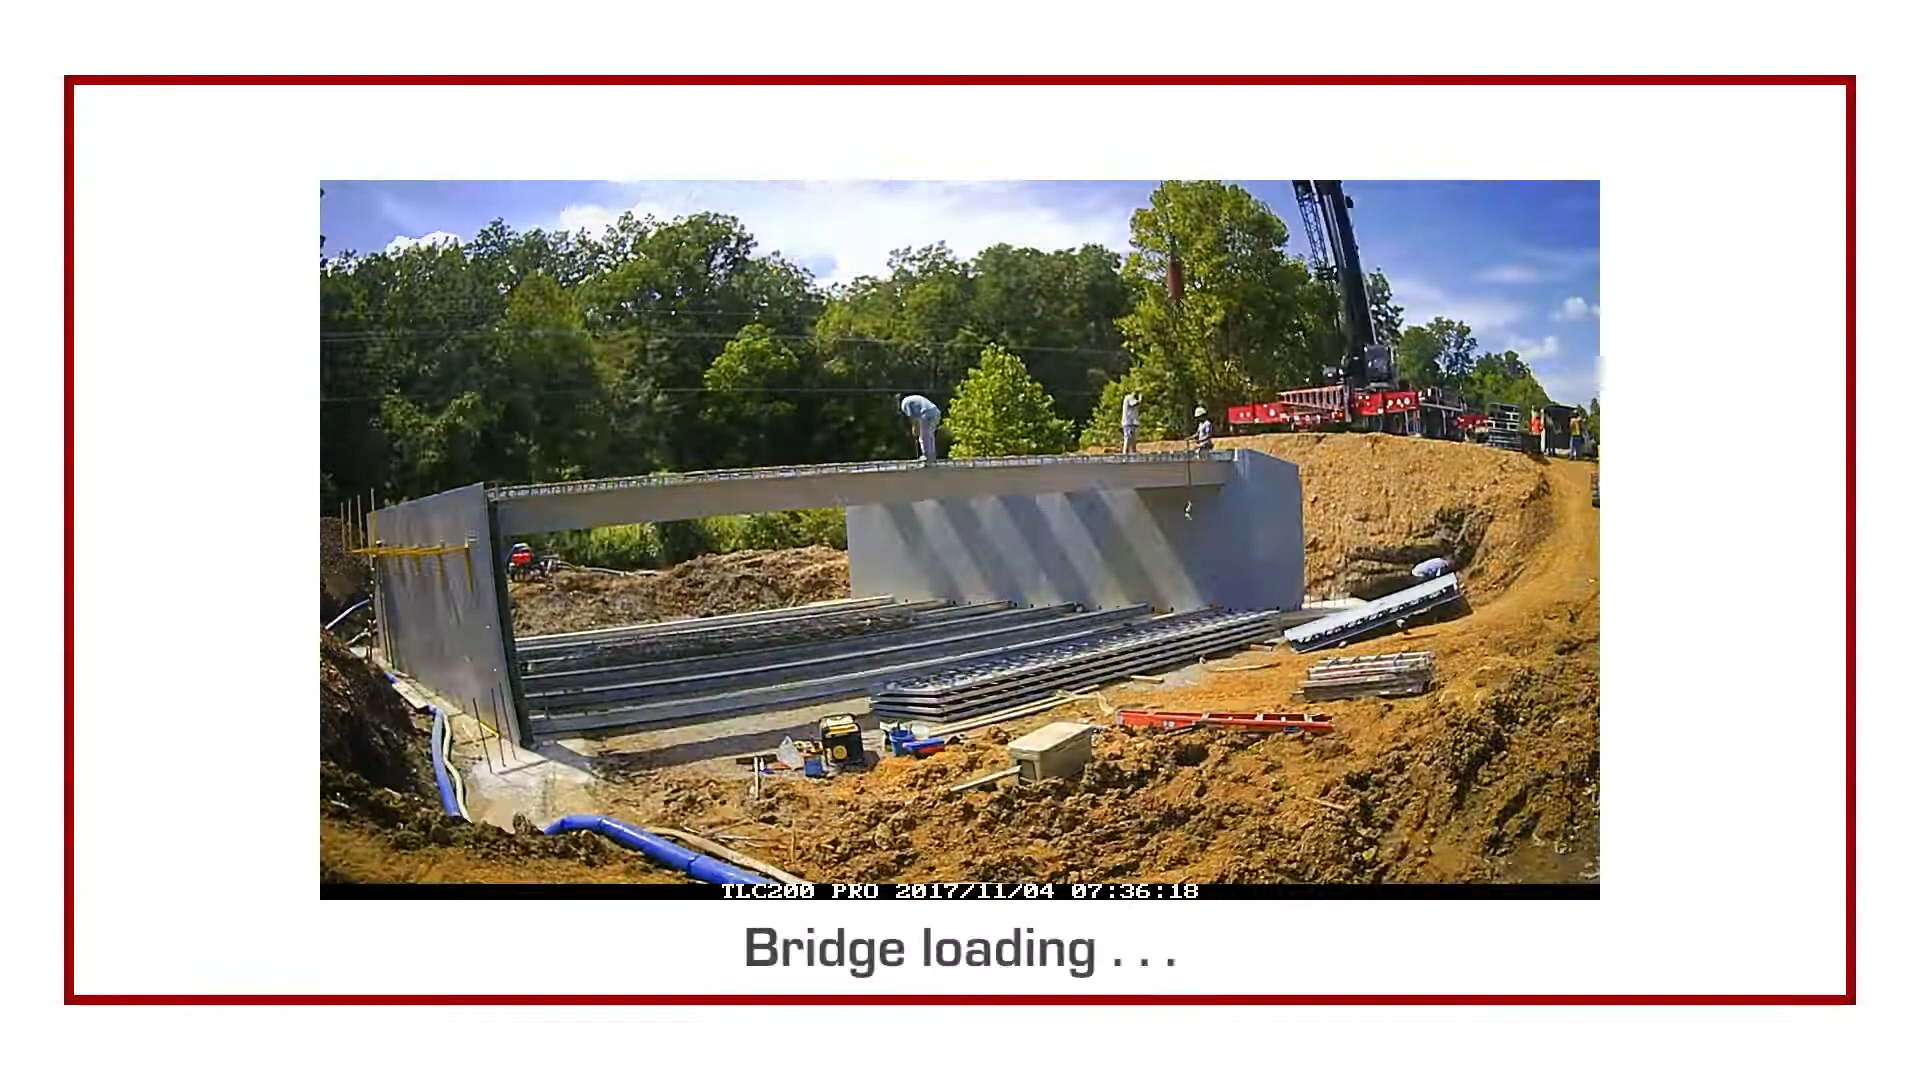 TLC200 PRO 2017/11/04 07:36:18
Bridge loading . . .